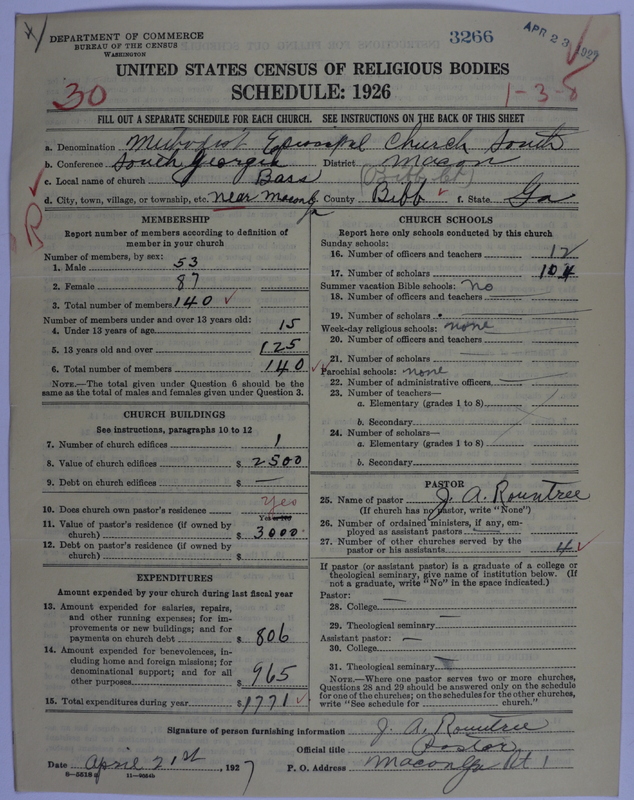 DEPARTMENT OF COMMERCE
BUREAU OF THE CENSUS
WASHINGTON
3266
APR 23 1927
UNITED STATES CENSUS OF RELIGIOUS BODIES
SCHEDULE: 1926
30
1-3-8
FILL OUT A SEPARATE SCHEDULE FOR EACH CHURCH. SEE INSTRUCTIONS ON THE BACK OF THIS SHEET
a. Denomination Methodist Episcopal Church South
b. Conference South Georgia District Macon
c. Local name of church Bass (Bibb Ct)
d. City, town, village, or township, etc. near Macon Ga County Bibb f. State Ga
R
MEMBERSHIP
Report number of members according to definition of member in your church
Number of members, by sex:
1. Male 53
2. Female 87
3. Total number of members 140
Number of members under and over 13 years old:
4. Under 13 years of age 15
5. 13 years old and over 125
6. Total number of members 140
NOTE.—The total given under Question 6 should be the same as the total of males and females given under Question 3.
CHURCH BUILDINGS
See instructions, paragraphs 10 to 12
7. Number of church edifices 1
8. Value of church edifices $ 2500
9. Debt on church edifices $ —
10. Does church own pastor's residence Yes
Yes or No
11. Value of pastor's residence (if owned by church) $ 3000
12. Debt on pastor's residence (if owned by church) $
EXPENDITURES
Amount expended by your church during last fiscal year
13. Amount expended for salaries, repairs, and other running expenses; for improvements or new buildings; and for payments on church debt $ 806
14. Amount expended for benevolences, including home and foreign missions; for denominational support; and for all other purposes $ 965
15. Total expenditures during year $ 1771
CHURCH SCHOOLS
Report here only schools conducted by this church
Sunday schools:
16. Number of officers and teachers 12
17. Number of scholars 104
Summer vacation Bible schools: No
18. Number of officers and teachers
19. Number of scholars
Week-day religious schools: none
20. Number of officers and teachers
21. Number of scholars
Parochial schools: none
22. Number of administrative officers
23. Number of teachers—
a. Elementary (grades 1 to 8)
b. Secondary
24. Number of scholars—
a. Elementary (grades 1 to 8)
b. Secondary
PASTOR
25. Name of pastor J. A. Rountree
(If church has no pastor, write "None")
26. Number of ordained ministers, if any, employed as assistant pastors
27. Number of other churches served by the pastor or his assistants 4
If pastor (or assistant pastor) is a graduate of a college or theological seminary, give name of institution below. (If not a graduate, write "No" in the space indicated.)
Pastor: —
28. College
29. Theological seminary
Assistant pastor: —
30. College
31. Theological seminary
NOTE.—Where one pastor serves two or more churches, Questions 28 and 29 should be answered only on the schedule for one of the churches; on the schedules for the other churches, write "See schedule for church."
Signature of person furnishing information J. A. Rountree
Official title Pastor
Date April 21st, 1927 P. O. Address Macon Ga Rt 1
8-5818a 11-9084b